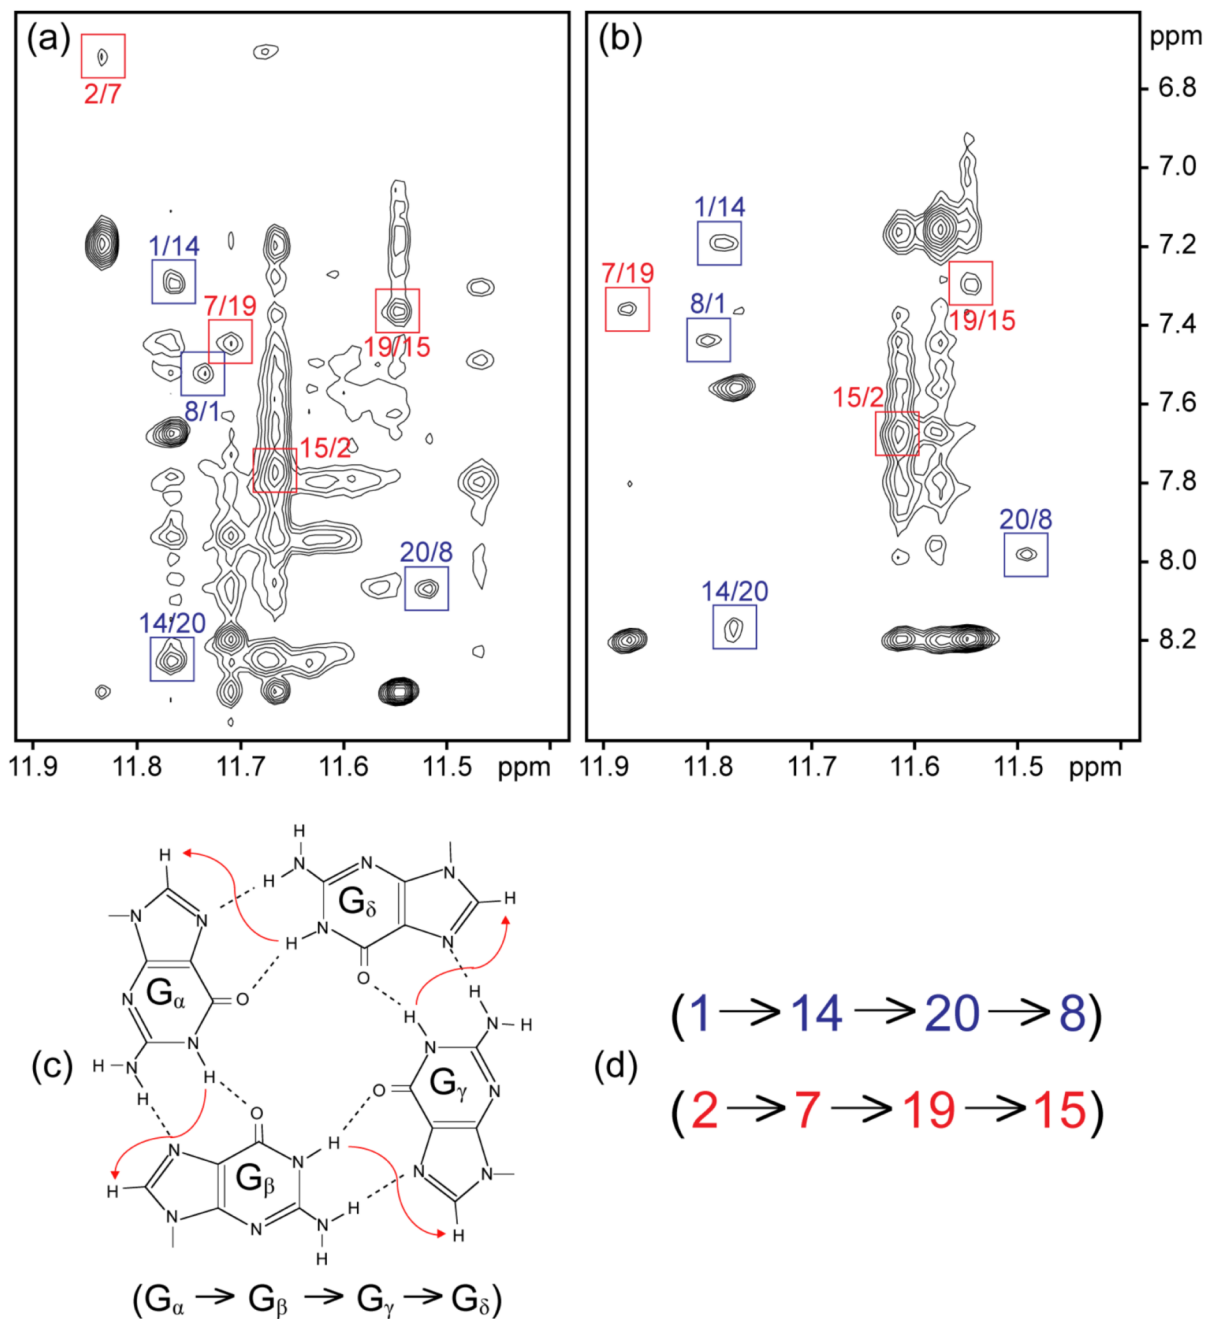 (a)
(b)
ppm
2/7
1/14
7/19
8/1
19/15
15/2
20/8
14/20
1/14
7/19
8/1
19/15
15/2
20/8
14/20
6.8
7.0
7.2
7.4
7.6
7.8
8.0
8.2
11.9 11.8 11.7 11.6 11.5 ppm
11.9 11.8 11.7 11.6 11.5 ppm
(c)
H
H
N
H
N
N
H
N
N
H
N
H
O
Gδ
Gα
N
N
H
O
N
H
N
H
H
N
H
N
N
O
Gγ
N
N
H
O
N
H
Gβ
N
H
N
N
N
H
H
H
(Gα → Gβ → Gγ → Gδ)
(d)
(1 → 14 → 20 → 8)
(2 → 7 → 19 → 15)